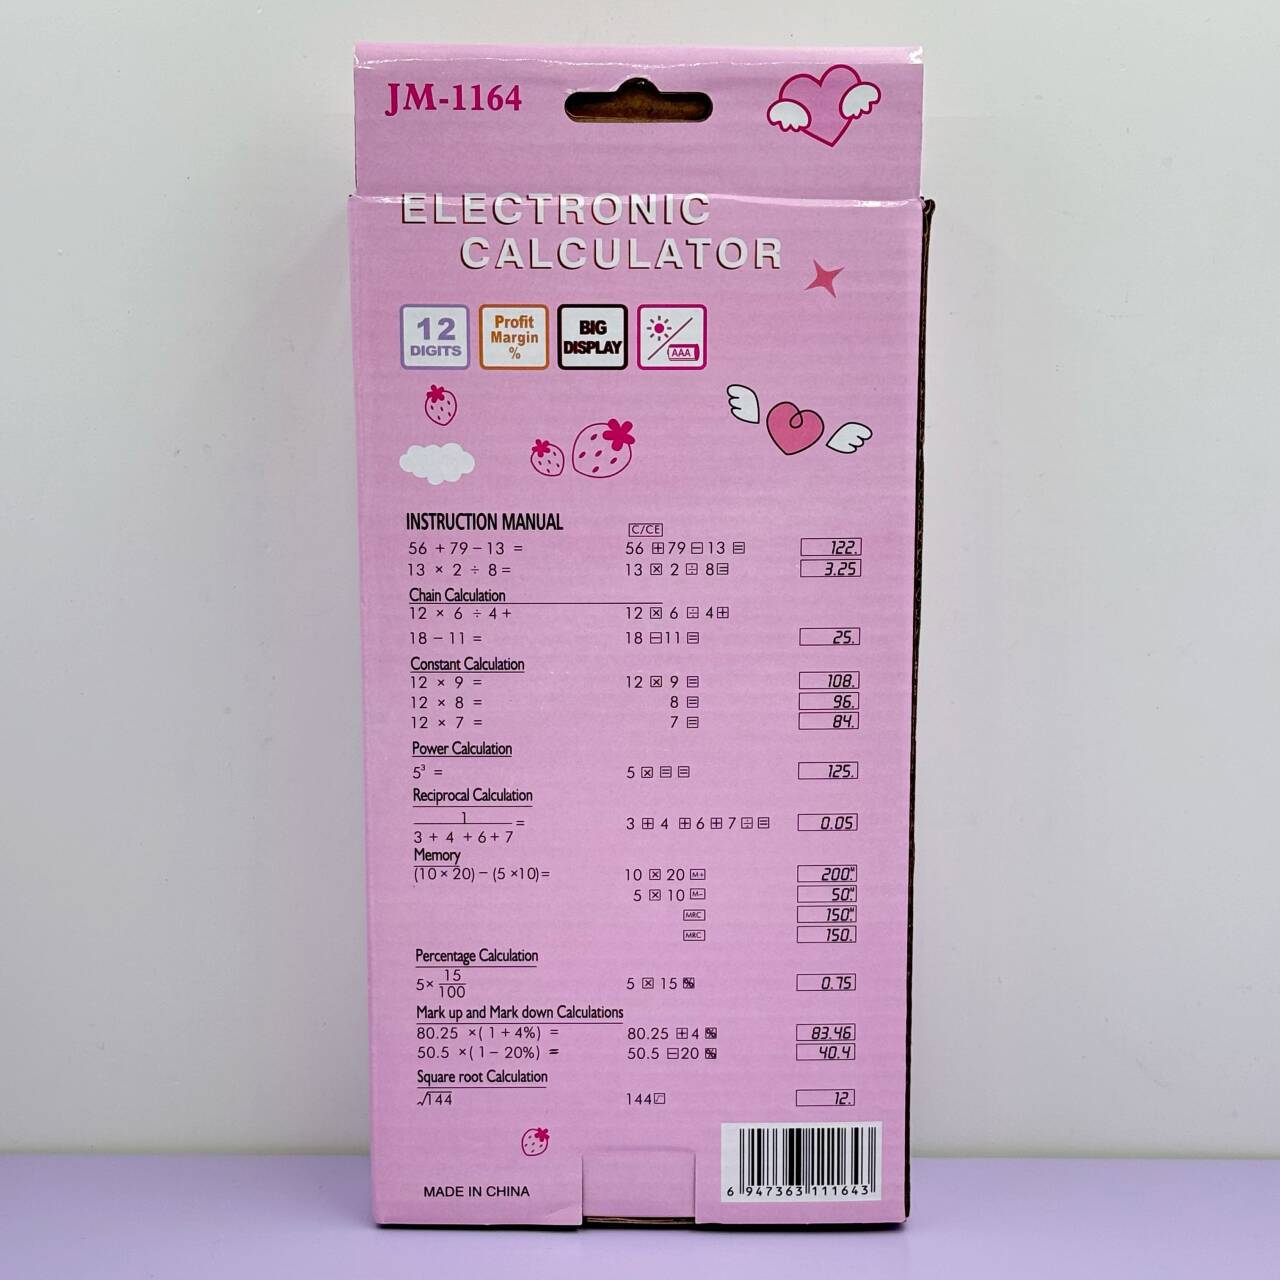 JM-1164
ELECTRONIC
CALCULATOR
12
DIGITS
Profit
Margin
%
BIG
DISPLAY
AAA
INSTRUCTION MANUAL
C/CE
56 + 79 − 13 = 56 + 79 − 13 = 122.
13 × 2 ÷ 8 = 13 × 2 ÷ 8 = 3.25
Chain Calculation
12 × 6 ÷ 4 + 12 × 6 ÷ 4 +
18 − 11 = 18 − 11 = 25.
Constant Calculation
12 × 9 = 12 × 9 = 108.
12 × 8 = 8 = 96.
12 × 7 = 7 = 84.
Power Calculation
5³ = 5 × = = 125.
Reciprocal Calculation
1
= 3 + 4 + 6 + 7 ÷ = 0.05
3 + 4 + 6 + 7
Memory
(10 × 20) − (5 × 10) = 10 × 20 M+ 200.ᴹ
5 × 10 M− 50.ᴹ
MRC 150.ᴹ
MRC 150.
Percentage Calculation
5× 15/100 5 × 15 % 0.75
Mark up and Mark down Calculations
80.25 ×( 1 + 4%) = 80.25 + 4 % 83.46
50.5 ×( 1 − 20%) = 50.5 − 20 % 40.4
Square root Calculation
√144 144 √ 12.
MADE IN CHINA
6 947363 111643